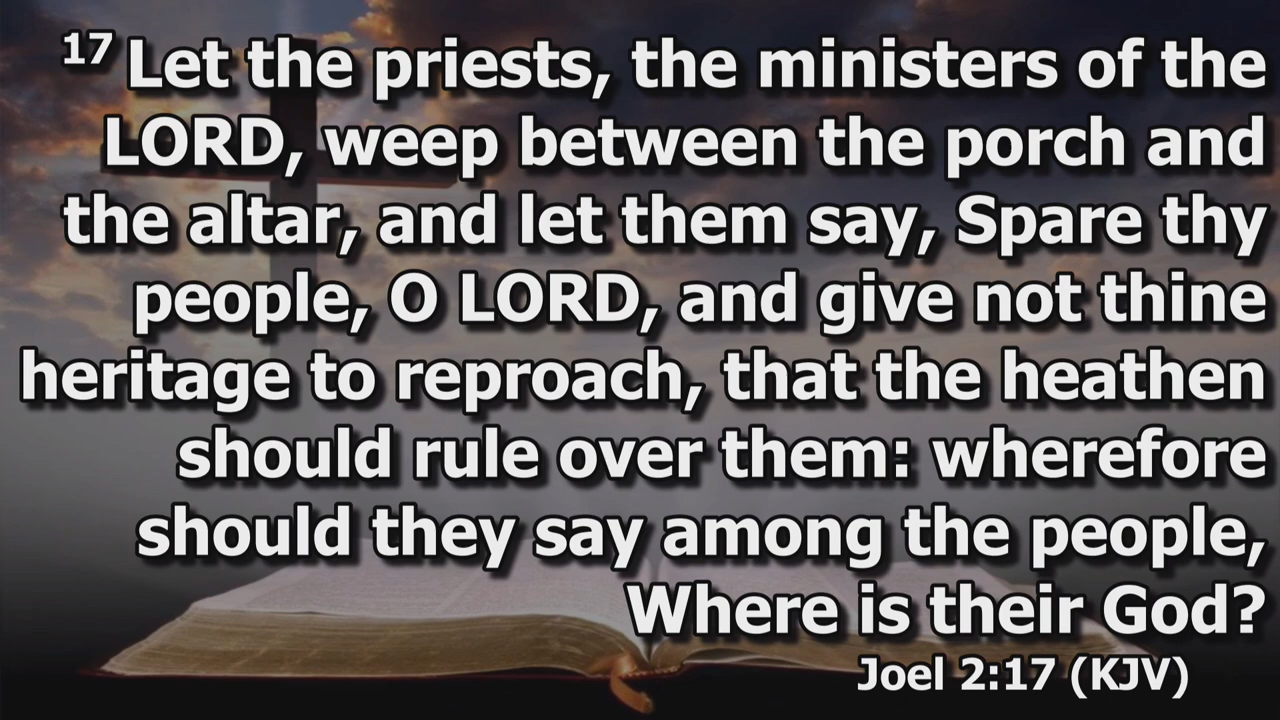 17 Let the priests, the ministers of the
LORD, weep between the porch and
the altar, and let them say, Spare thy
people, O LORD, and give not thine
heritage to reproach, that the heathen
should rule over them: wherefore
should they say among the people,
Where is their God?
Joel 2:17 (KJV)